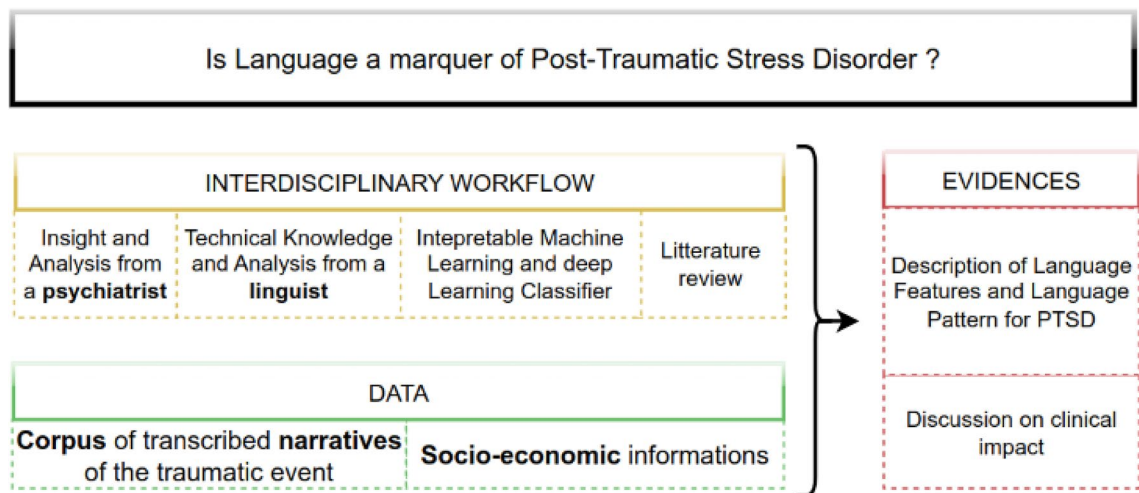 Is Language a marquer of Post-Traumatic Stress Disorder ?
INTERDISCIPLINARY WORKFLOW
Insight and
Analysis from
a psychiatrist
Technical Knowledge
and Analysis from a
linguist
Intepretable Machine
Learning and deep
Learning Classifier
Litterature
review
DATA
Corpus of transcribed narratives
of the traumatic event
Socio-economic informations
EVIDENCES
Description of Language
Features and Language
Pattern for PTSD
Discussion on clinical
impact